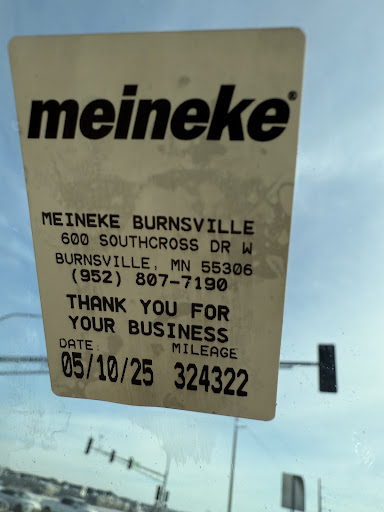 meineke®
MEINEKE BURNSVILLE
600 SOUTHCROSS DR W
BURNSVILLE, MN 55306
(952) 807-7190
THANK YOU FOR
YOUR BUSINESS
DATE MILEAGE
05/10/25 324322